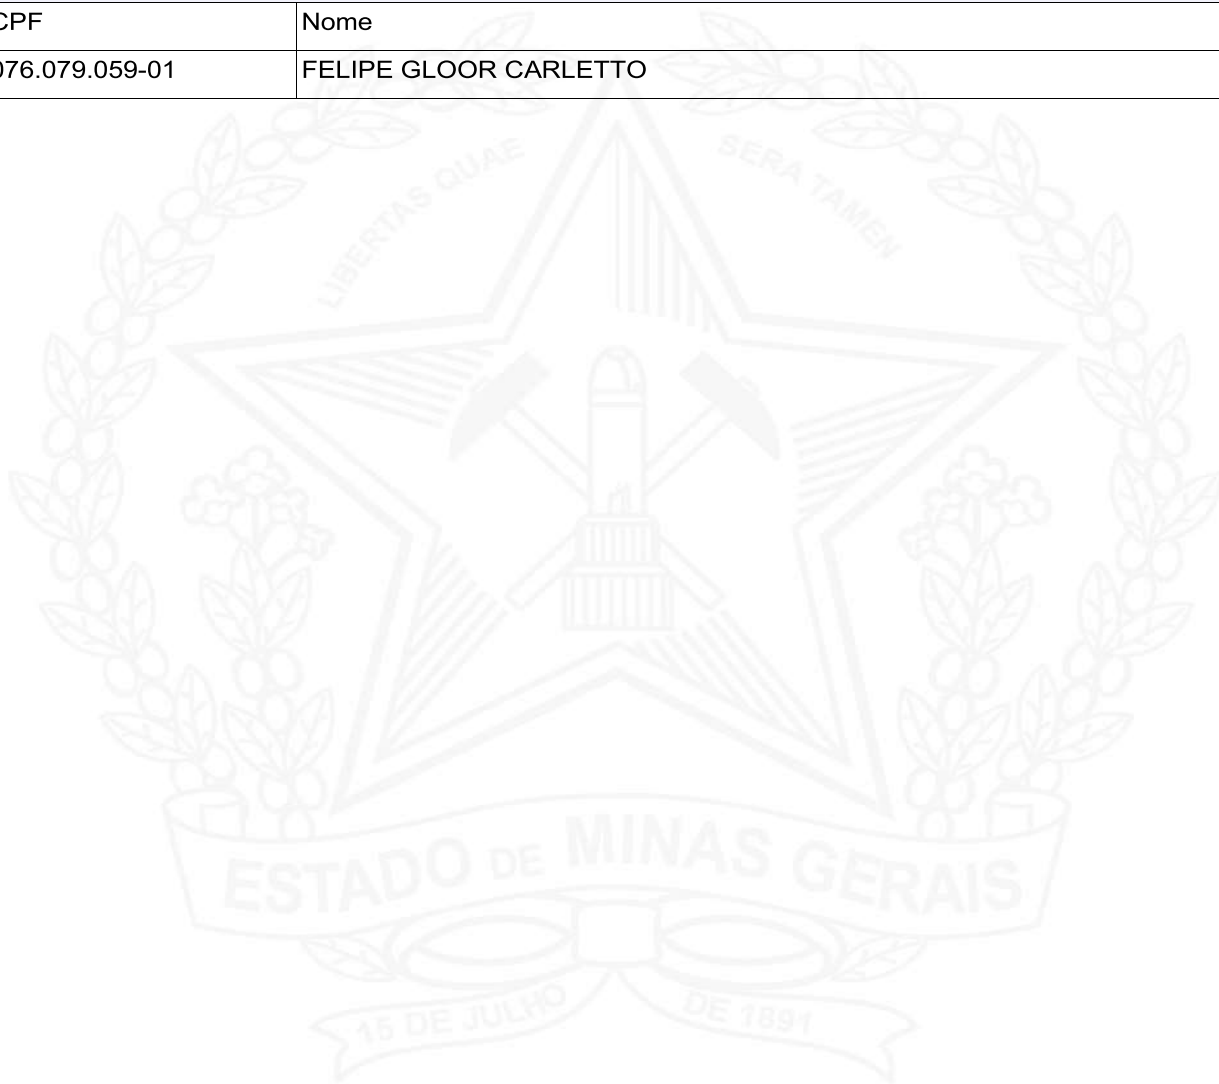 CPF Nome
076.079.059-01 FELIPE GLOOR CARLETTO
LIBERTAS QUAE SERA TAMEN
ESTADO DE MINAS GERAIS
15 DE JULHO DE 1891